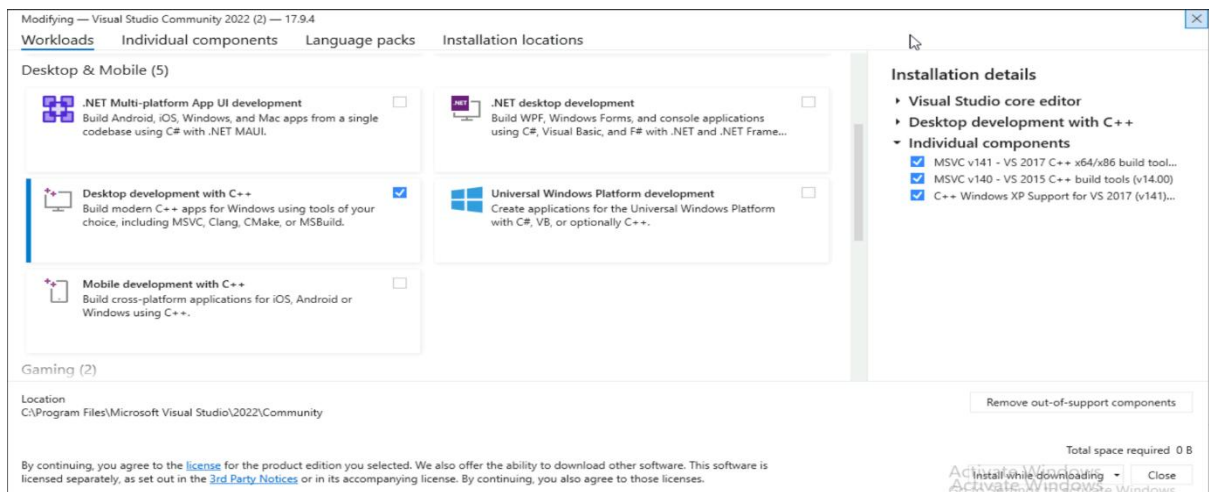 Modifying — Visual Studio Community 2022 (2) — 17.9.4
Workloads Individual components Language packs Installation locations
Desktop & Mobile (5)
.NET Multi-platform App UI development
Build Android, iOS, Windows, and Mac apps from a single
codebase using C# with .NET MAUI.
.NET desktop development
Build WPF, Windows Forms, and console applications
using C#, Visual Basic, and F# with .NET and .NET Frame...
Desktop development with C++
Build modern C++ apps for Windows using tools of your
choice, including MSVC, Clang, CMake, or MSBuild.
Universal Windows Platform development
Create applications for the Universal Windows Platform
with C#, VB, or optionally C++.
Mobile development with C++
Build cross-platform applications for iOS, Android or
Windows using C++.
Gaming (2)
Installation details
Visual Studio core editor
Desktop development with C++
Individual components
MSVC v141 - VS 2017 C++ x64/x86 build tool...
MSVC v140 - VS 2015 C++ build tools (v14.00)
C++ Windows XP Support for VS 2017 (v141)...
Location
C:\Program Files\Microsoft Visual Studio\2022\Community
Remove out-of-support components
Total space required 0 B
By continuing, you agree to the license for the product edition you selected. We also offer the ability to download other software. This software is
licensed separately, as set out in the 3rd Party Notices or in its accompanying license. By continuing, you also agree to those licenses.
Activate Windows
Install while downloading
Close